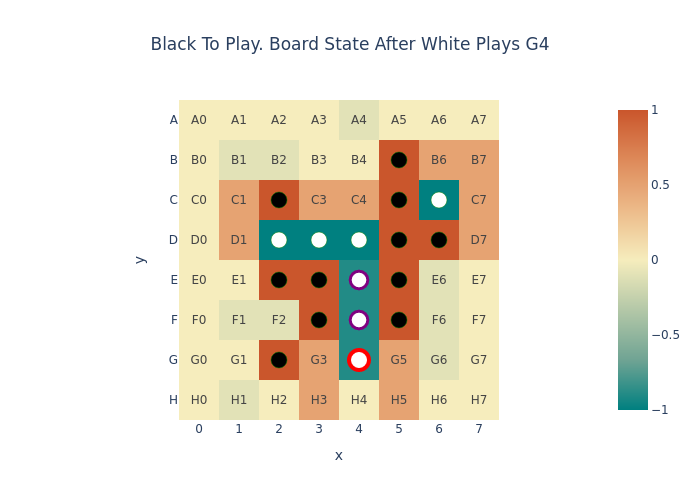 Black To Play. Board State After White Plays G4
A A0 A1 A2 A3 A4 A5 A6 A7
B B0 B1 B2 B3 B4 B6 B7
C C0 C1 C3 C4 C7
D D0 D1 D7
E E0 E1 E6 E7
F F0 F1 F2 F6 F7
G G0 G1 G3 G5 G6 G7
H H0 H1 H2 H3 H4 H5 H6 H7
0 1 2 3 4 5 6 7
x
y
1
0.5
0
−0.5
−1